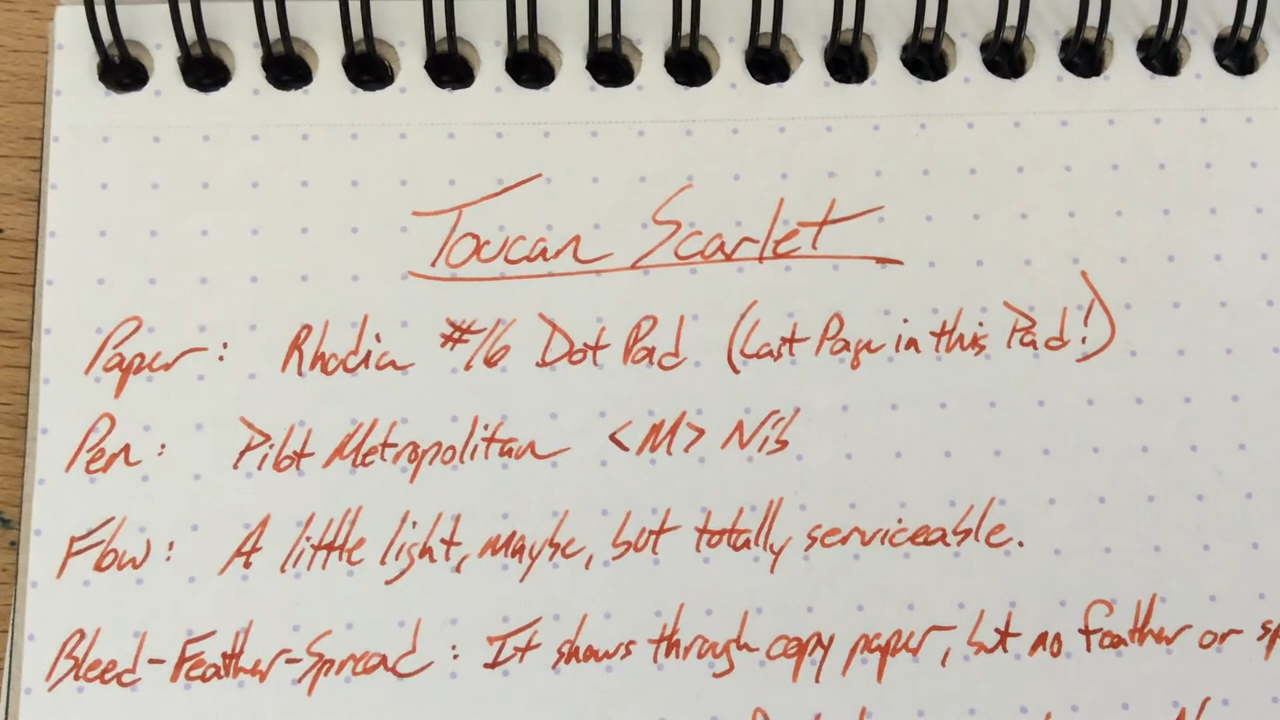 Toucan Scarlet
Paper: Rhodia #16 Dot Pad (Last Page in this Pad!)
Pen: Pilot Metropolitan <M> Nib
Flow: A little light, maybe, but totally serviceable.
Bleed-Feather-Spread: It shows through copy paper, but no feather or sp